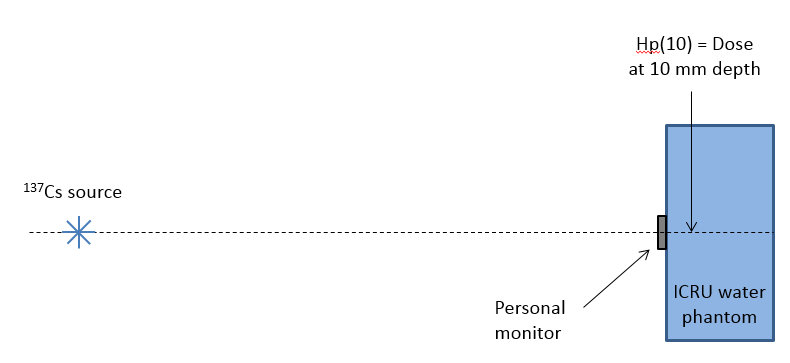 Hp(10) = Dose
at 10 mm depth
¹³⁷Cs source
Personal
monitor
ICRU water
phantom